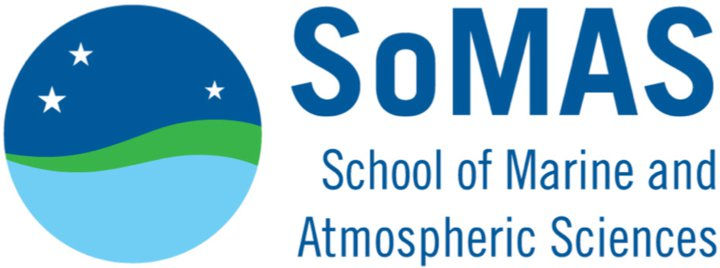 SoMAS
School of Marine and
Atmospheric Sciences